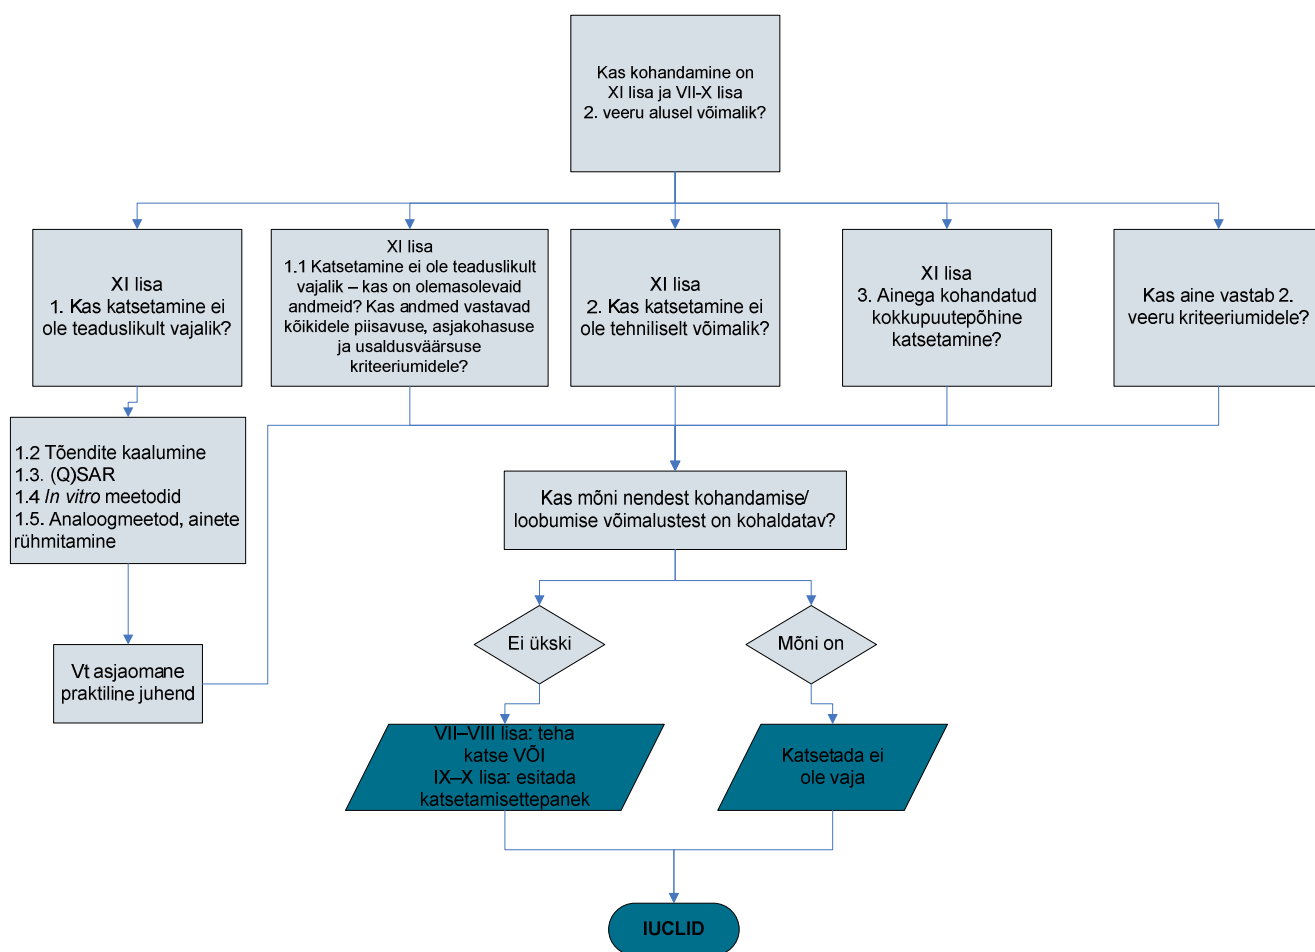 Kas kohandamine on
XI lisa ja VII-X lisa
2. veeru alusel võimalik?
XI lisa
1. Kas katsetamine ei
ole teaduslikult vajalik?
XI lisa
1.1 Katsetamine ei ole teaduslikult
vajalik – kas on olemasolevaid
andmeid? Kas andmed vastavad
kõikidele piisavuse, asjakohasuse
ja usaldusväärsuse
kriteeriumidele?
XI lisa
2. Kas katsetamine ei
ole tehniliselt võimalik?
XI lisa
3. Ainega kohandatud
kokkupuutepõhine
katsetamine?
Kas aine vastab 2.
veeru kriteeriumidele?
1.2 Tõendite kaalumine
1.3. (Q)SAR
1.4 In vitro meetodid
1.5. Analoogmeetod, ainete
rühmitamine
Kas mõni nendest kohandamise/
loobumise võimalustest on kohaldatav?
Ei ükski
Mõni on
Vt asjaomane
praktiline juhend
VII–VIII lisa: teha
katse VÕI
IX–X lisa: esitada
katsetamisettepanek
Katsetada ei
ole vaja
IUCLID